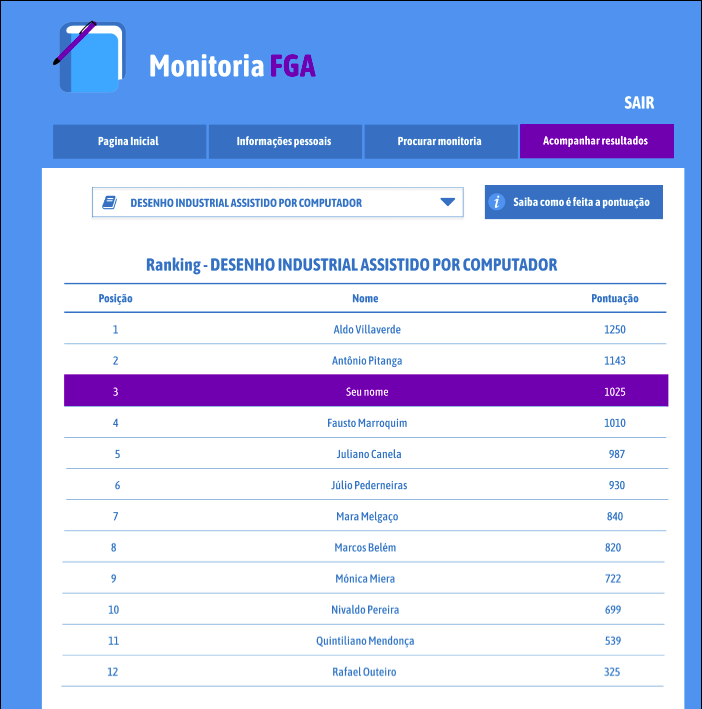 Monitoria FGA
SAIR
Pagina Inicial Informações pessoais Procurar monitoria Acompanhar resultados
DESENHO INDUSTRIAL ASSISTIDO POR COMPUTADOR i Saiba como é feita a pontuação
Ranking - DESENHO INDUSTRIAL ASSISTIDO POR COMPUTADOR
Posição Nome Pontuação
1 Aldo Villaverde 1250
2 Antônio Pitanga 1143
3 Seu nome 1025
4 Fausto Marroquim 1010
5 Juliano Canela 987
6 Júlio Pederneiras 930
7 Mara Melgaço 840
8 Marcos Belém 820
9 Mónica Miera 722
10 Nivaldo Pereira 699
11 Quintiliano Mendonça 539
12 Rafael Outeiro 325